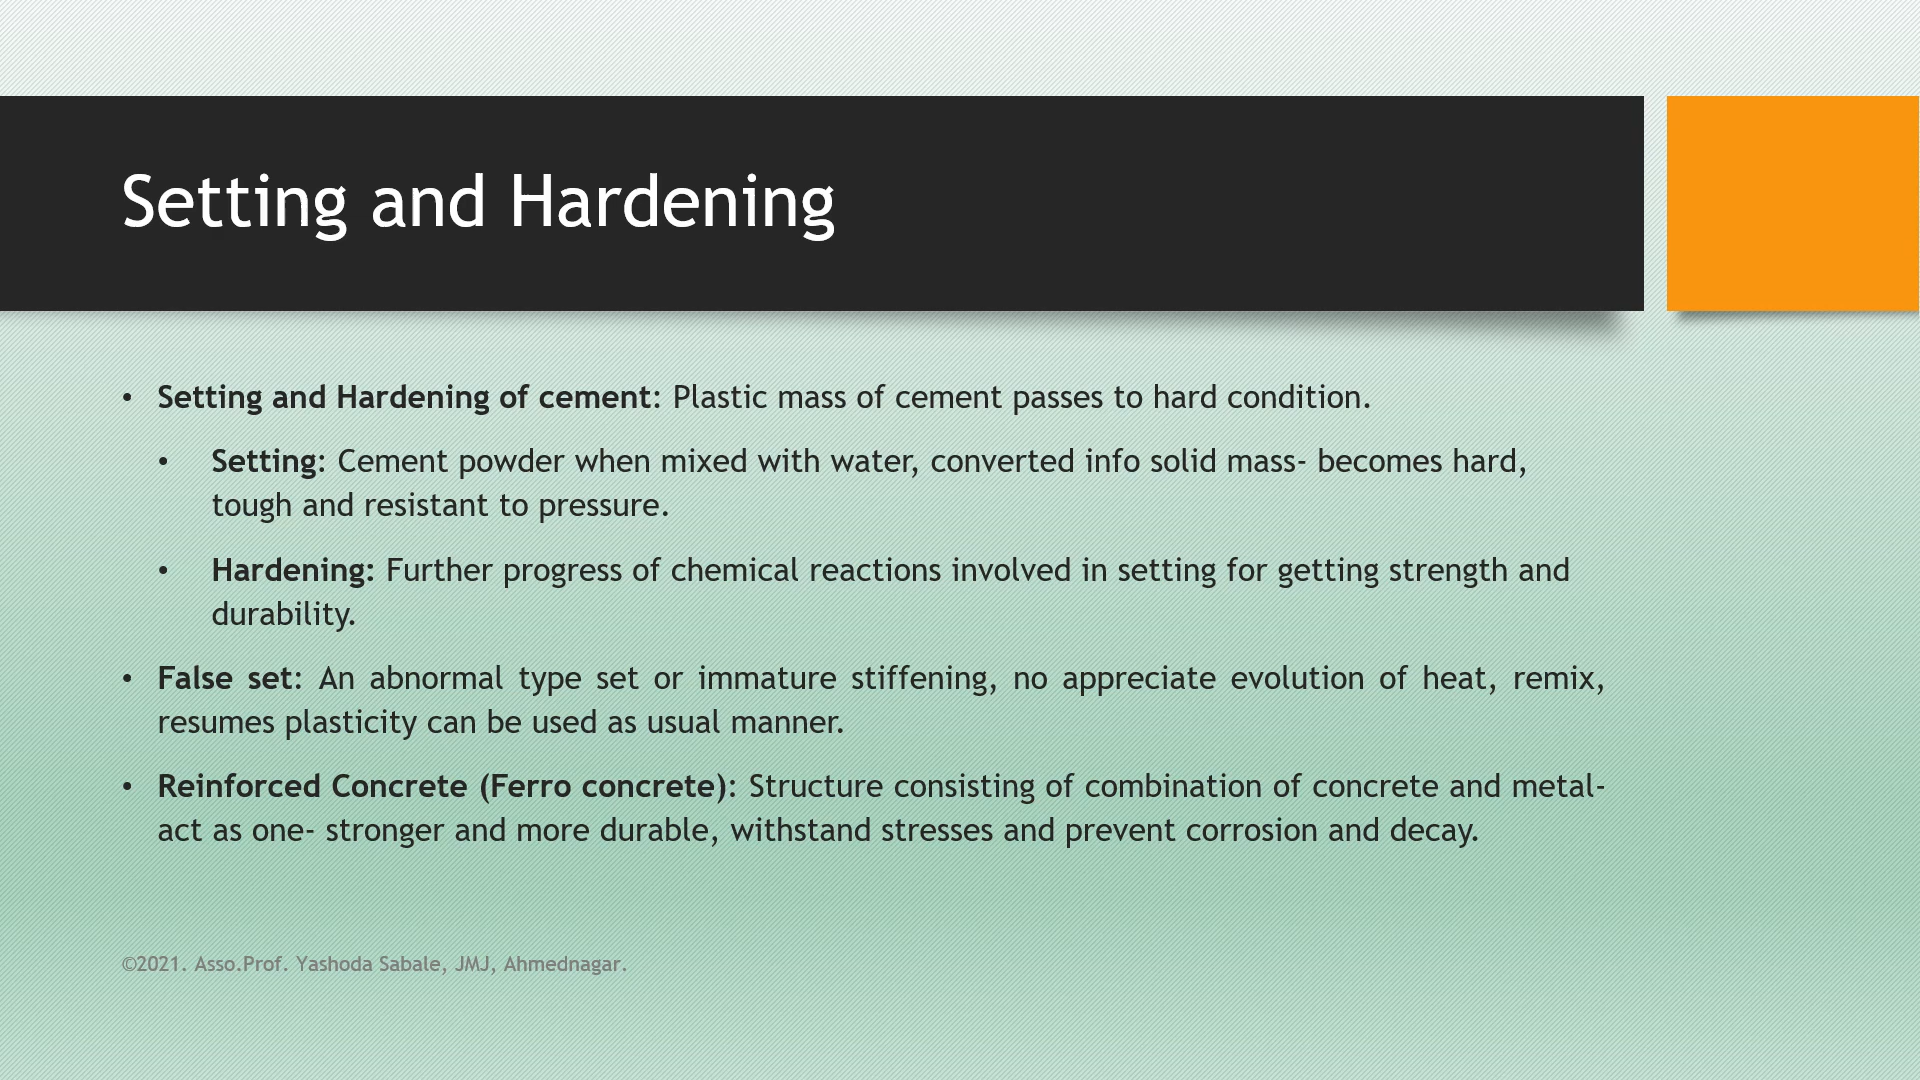 Setting and Hardening
• Setting and Hardening of cement: Plastic mass of cement passes to hard condition.
• Setting: Cement powder when mixed with water, converted info solid mass- becomes hard,
tough and resistant to pressure.
• Hardening: Further progress of chemical reactions involved in setting for getting strength and
durability.
• False set: An abnormal type set or immature stiffening, no appreciate evolution of heat, remix,
resumes plasticity can be used as usual manner.
• Reinforced Concrete (Ferro concrete): Structure consisting of combination of concrete and metal-
act as one- stronger and more durable, withstand stresses and prevent corrosion and decay.
©2021. Asso.Prof. Yashoda Sabale, JMJ, Ahmednagar.